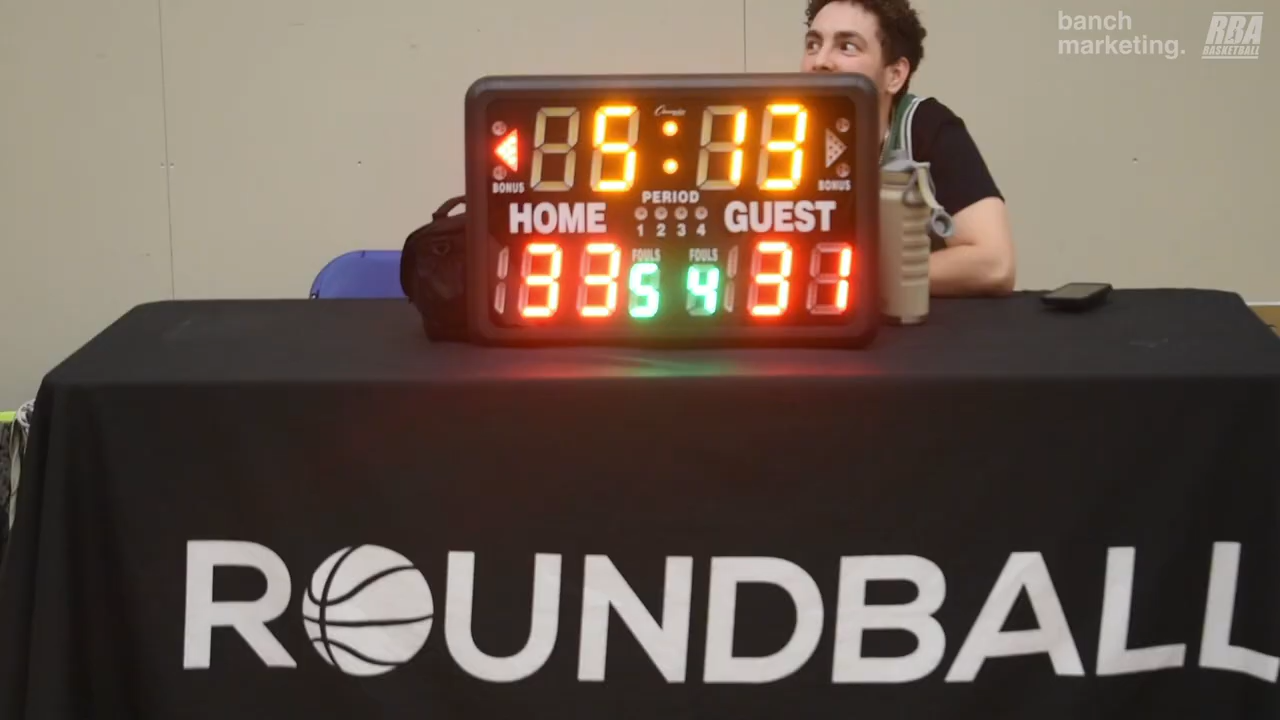 banch
marketing.
RBA
BASKETBALL
5:13
BONUS
BONUS
PERIOD
HOME
GUEST
1 2 3 4
FOULS
FOULS
33
5
4
31
ROUNDBALL